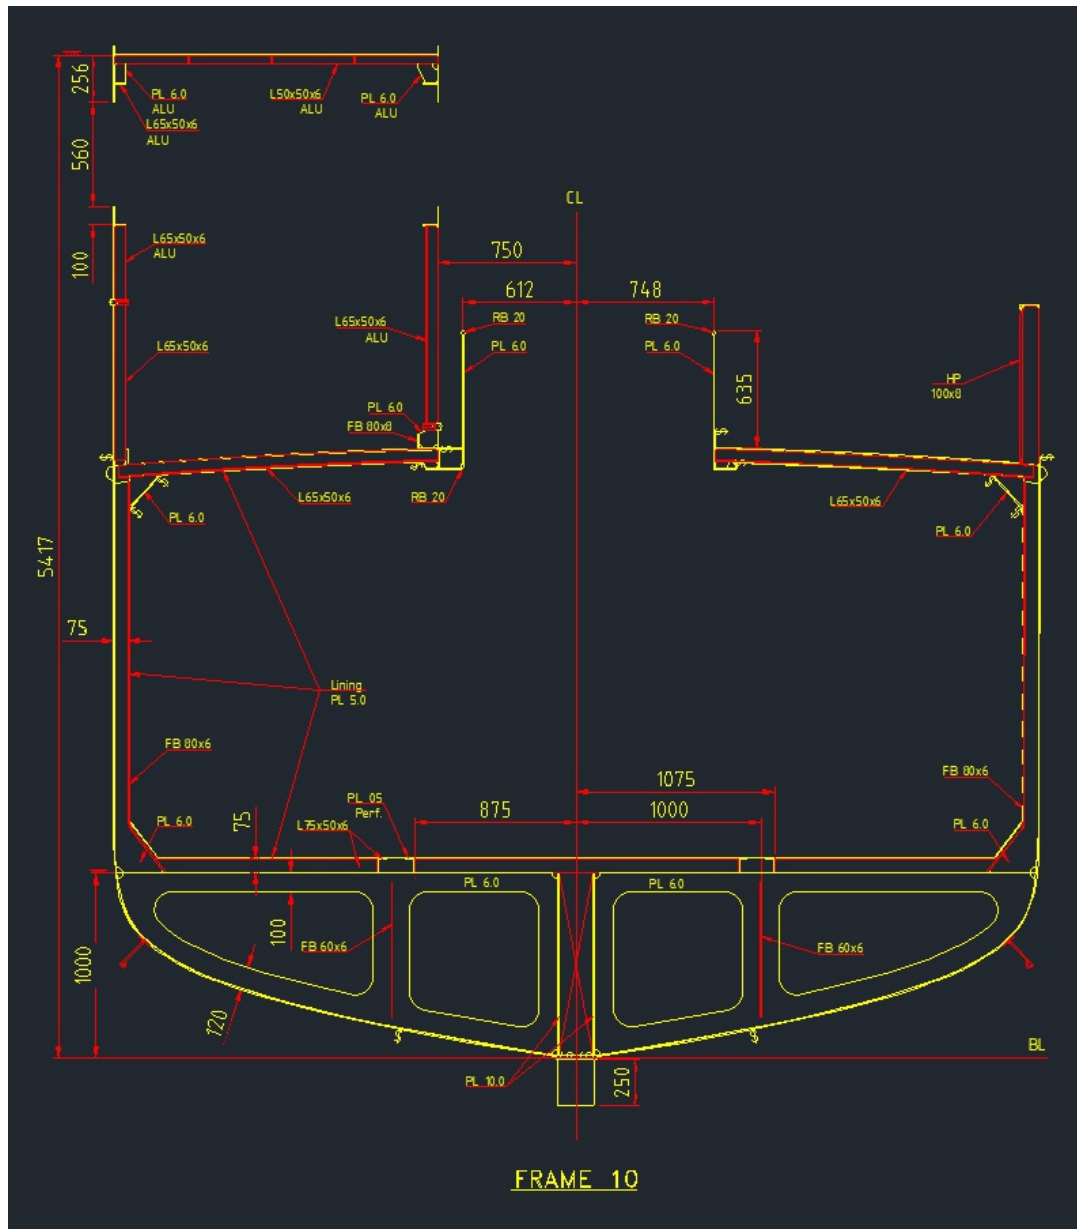 256
PL 6.0
ALU
L65x50x6
ALU
L50x50x6
ALU
PL 6.0
ALU
560
CL
100
L65x50x6
ALU
750
612
748
L65x50x6
ALU
RB 20
RB 20
L65x50x6
PL 6.0
PL 6.0
635
HP
100x8
PL 6.0
FB 80x8
L65x50x6
RB 20
L65x50x6
PL 6.0
PL 6.0
5417
75
Lining
PL 5.0
FB 80x6
FB 80x6
1075
PL 05
Perf.
875
1000
75
PL 6.0
L75x50x6
PL 6.0
PL 6.0
PL 6.0
100
FB 60x6
FB 60x6
1000
120
BL
PL 10.0
250
FRAME 10